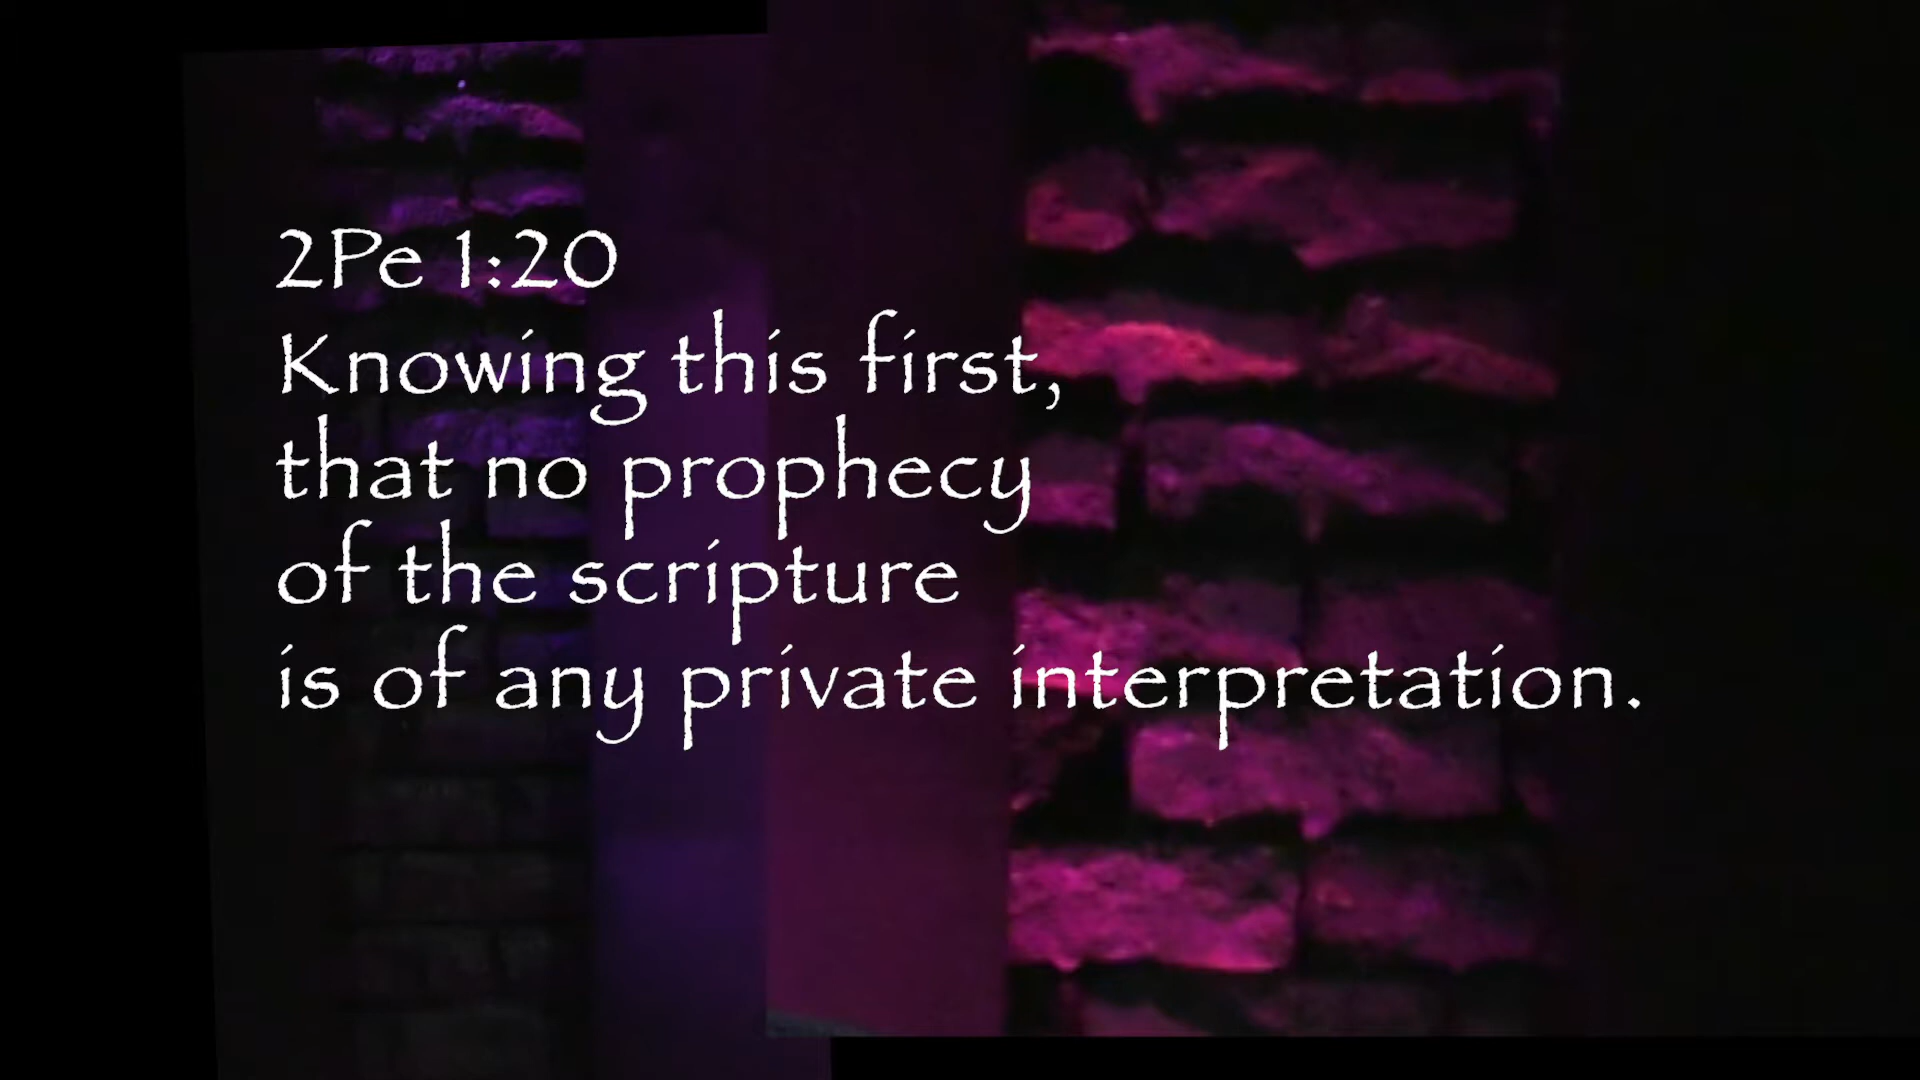 2Pe 1:20
Knowing this first,
that no prophecy
of the scripture
is of any private interpretation.